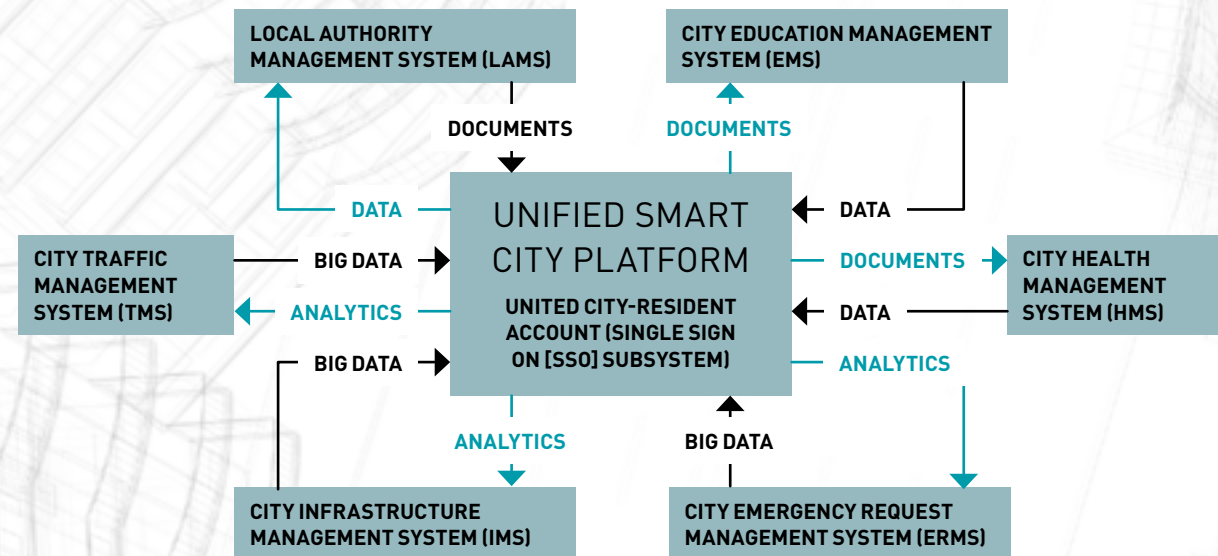 LOCAL AUTHORITY
MANAGEMENT SYSTEM (LAMS)
CITY EDUCATION MANAGEMENT
SYSTEM (EMS)
DOCUMENTS
DOCUMENTS
UNIFIED SMART
CITY PLATFORM
UNITED CITY-RESIDENT
ACCOUNT (SINGLE SIGN
ON [SSO] SUBSYSTEM)
DATA
DATA
CITY TRAFFIC
MANAGEMENT
SYSTEM (TMS)
BIG DATA
DOCUMENTS
CITY HEALTH
MANAGEMENT
SYSTEM (HMS)
ANALYTICS
DATA
BIG DATA
ANALYTICS
ANALYTICS
BIG DATA
CITY INFRASTRUCTURE
MANAGEMENT SYSTEM (IMS)
CITY EMERGENCY REQUEST
MANAGEMENT SYSTEM (ERMS)